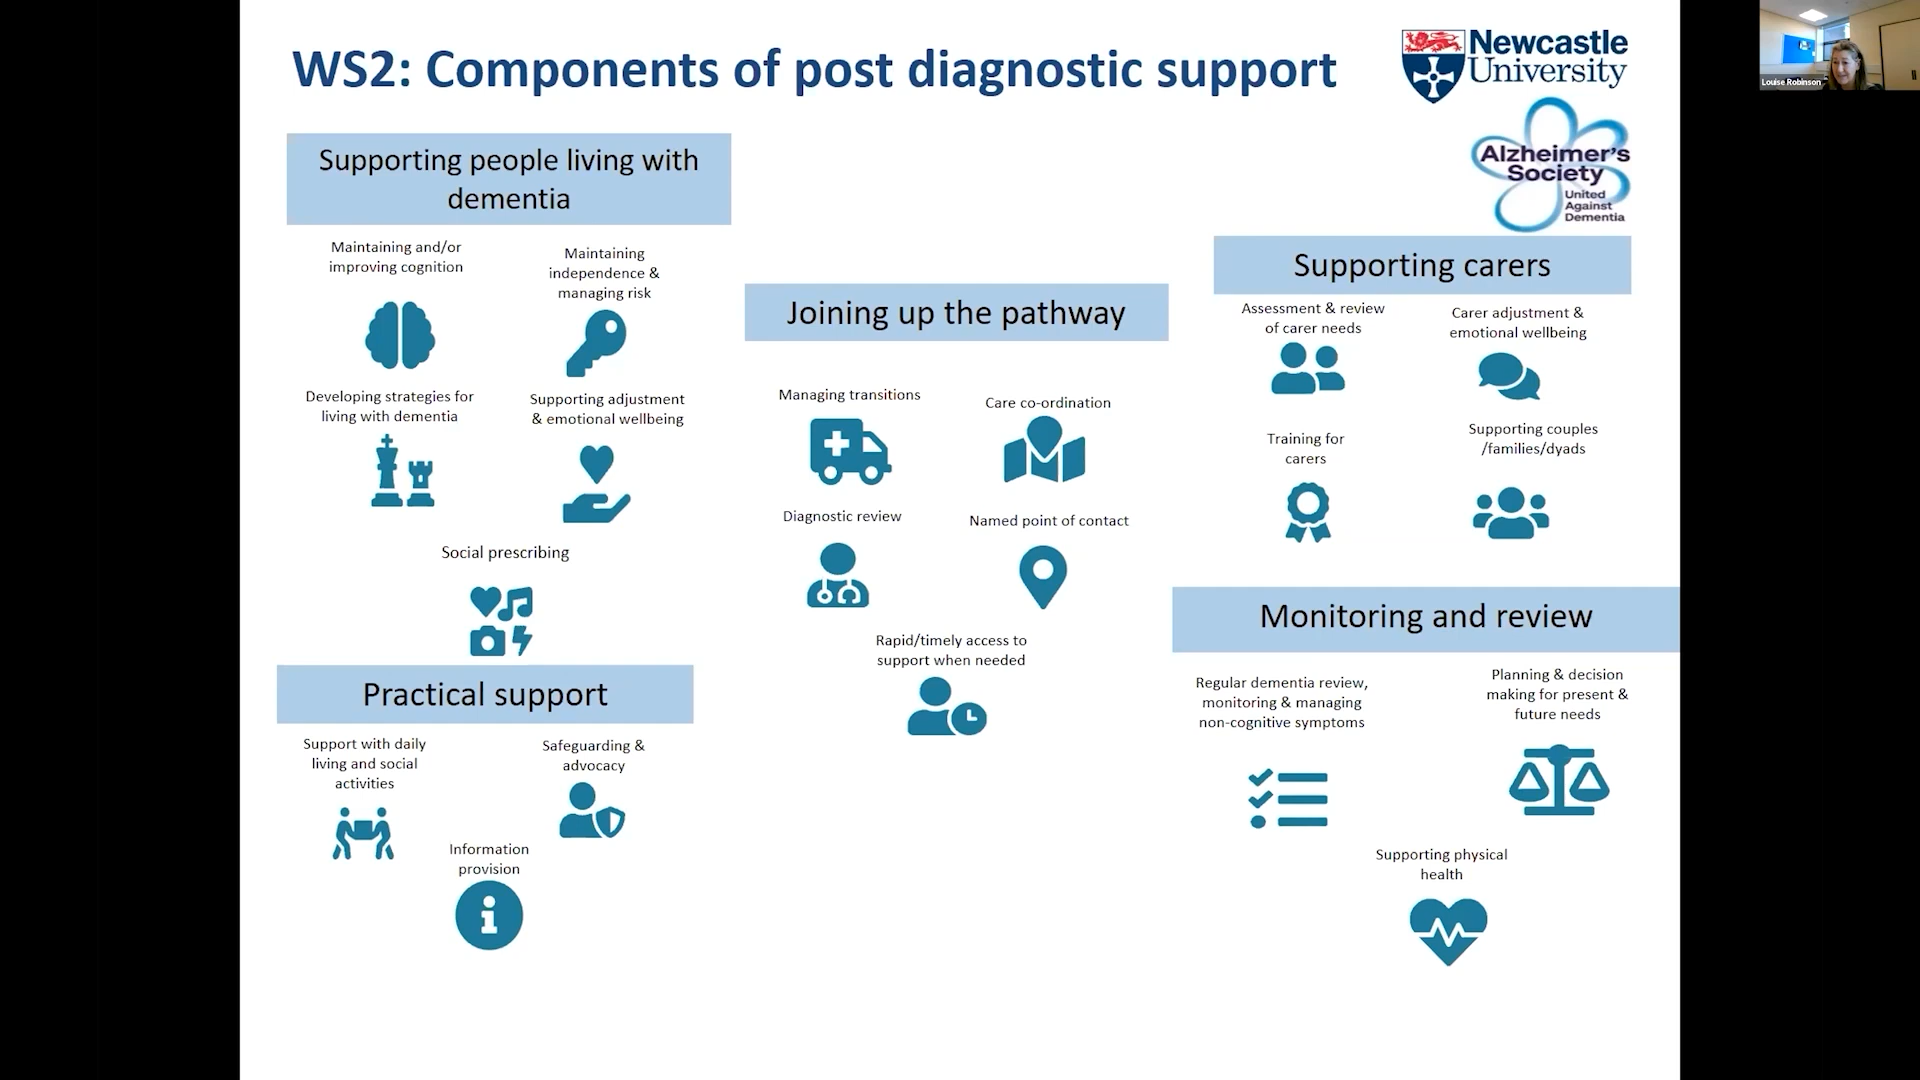 WS2: Components of post diagnostic support
Newcastle
University
Louise Robinson
Alzheimer's
Society
United
Against
Dementia
Supporting people living with
dementia
Maintaining and/or
improving cognition
Maintaining
independence &
managing risk
Developing strategies for
living with dementia
Supporting adjustment
& emotional wellbeing
Social prescribing
Practical support
Support with daily
living and social
activities
Safeguarding &
advocacy
Information
provision
Joining up the pathway
Managing transitions
Care co-ordination
Diagnostic review
Named point of contact
Rapid/timely access to
support when needed
Supporting carers
Assessment & review
of carer needs
Carer adjustment &
emotional wellbeing
Training for
carers
Supporting couples
/families/dyads
Monitoring and review
Regular dementia review,
monitoring & managing
non-cognitive symptoms
Planning & decision
making for present &
future needs
Supporting physical
health